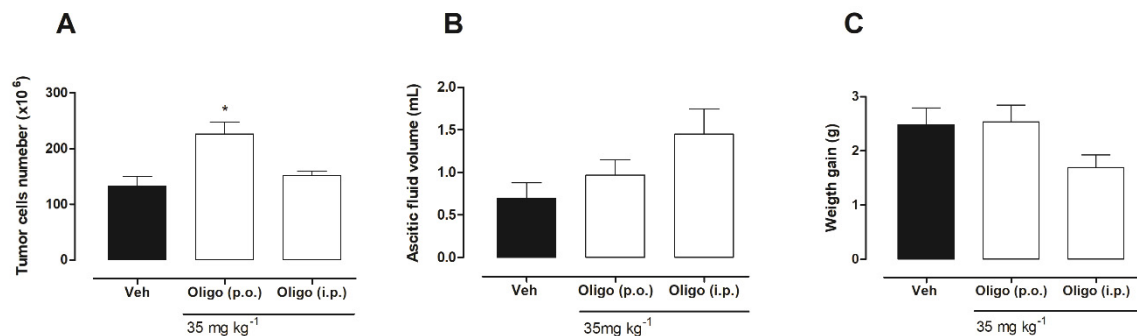 A
Tumor cells numeber (x10^6)
300
200
100
0
*
Veh
Oligo (p.o.)
Oligo (i.p.)
35 mg kg^-1
B
Ascitic fluid volume (mL)
2.0
1.5
1.0
0.5
0.0
Veh
Oligo (p.o.)
Oligo (i.p.)
35mg kg^-1
C
Weigth gain (g)
3
2
1
0
Veh
Oligo (p.o.)
Oligo (i.p.)
35 mg kg^-1